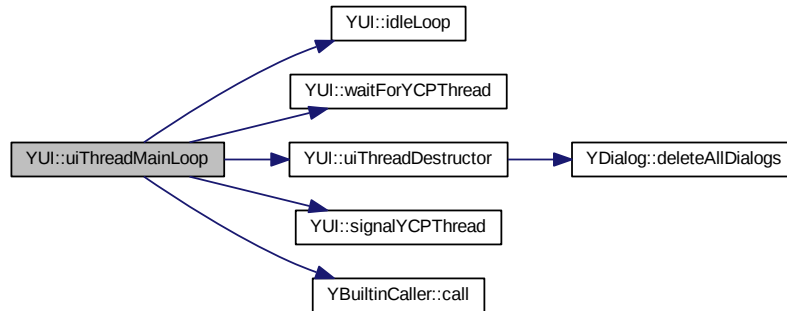 YUI::idleLoop
YUI::waitForYCPThread
YUI::uiThreadMainLoop
YUI::uiThreadDestructor
YDialog::deleteAllDialogs
YUI::signalYCPThread
YBuiltinCaller::call